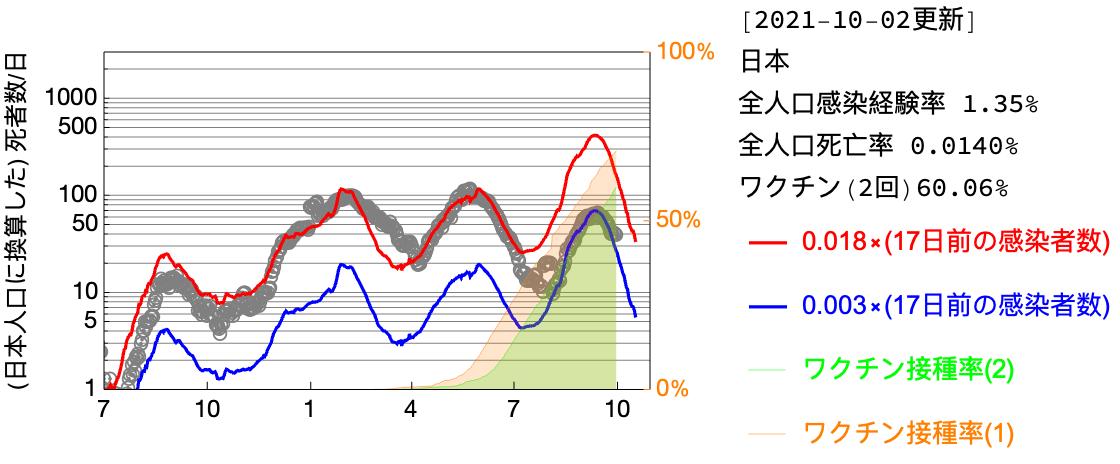 (日本人口に換算した) 死者数/日
1000
500
100
50
10
5
1
7
10
1
4
7
10
100%
50%
0%
[2021-10-02更新]
日本
全人口感染経験率 1.35%
全人口死亡率 0.0140%
ワクチン(2回)60.06%
0.018×(17日前の感染者数)
0.003×(17日前の感染者数)
ワクチン接種率(2)
ワクチン接種率(1)